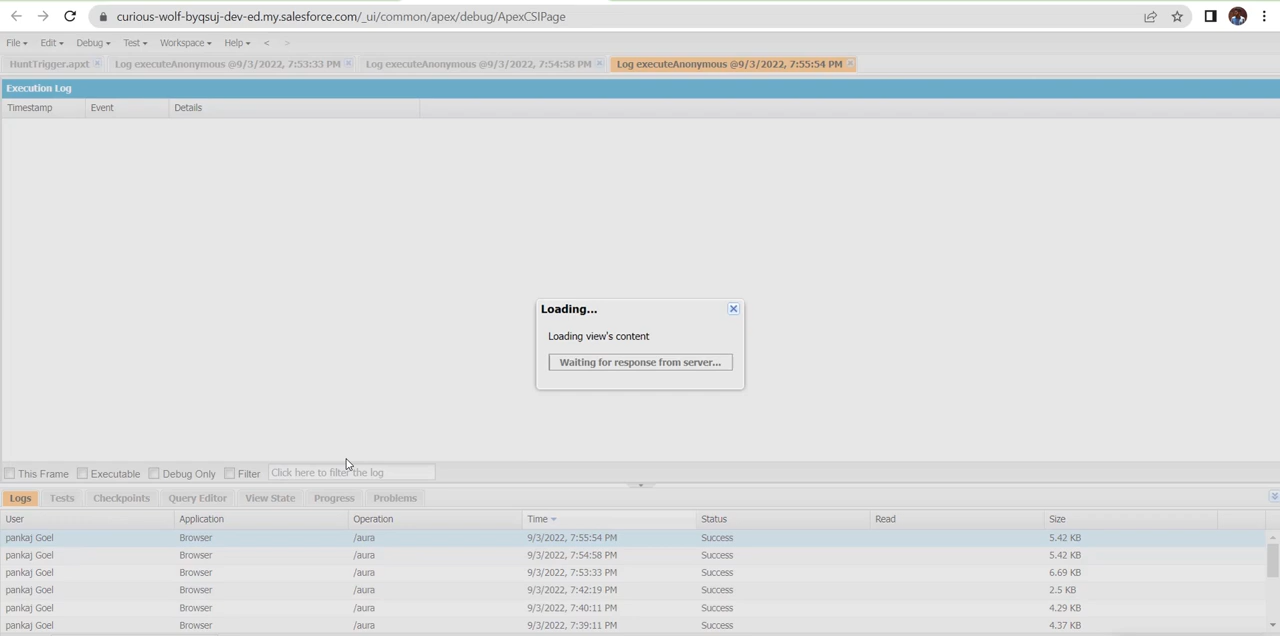 curious-wolf-byqsuj-dev-ed.my.salesforce.com/_ui/common/apex/debug/ApexCSIPage
File Edit Debug Test Workspace Help < >
HuntTrigger.apxt Log executeAnonymous @9/3/2022, 7:53:33 PM Log executeAnonymous @9/3/2022, 7:54:58 PM Log executeAnonymous @9/3/2022, 7:55:54 PM
Execution Log
Timestamp Event Details
Loading...
Loading view's content
Waiting for response from server...
This Frame Executable Debug Only Filter Click here to filter the log
Logs Tests Checkpoints Query Editor View State Progress Problems
User Application Operation Time Status Read Size
pankaj Goel Browser /aura 9/3/2022, 7:55:54 PM Success 5.42 KB
pankaj Goel Browser /aura 9/3/2022, 7:54:58 PM Success 5.42 KB
pankaj Goel Browser /aura 9/3/2022, 7:53:33 PM Success 6.69 KB
pankaj Goel Browser /aura 9/3/2022, 7:42:19 PM Success 2.5 KB
pankaj Goel Browser /aura 9/3/2022, 7:40:11 PM Success 4.29 KB
pankaj Goel Browser /aura 9/3/2022, 7:39:11 PM Success 4.37 KB